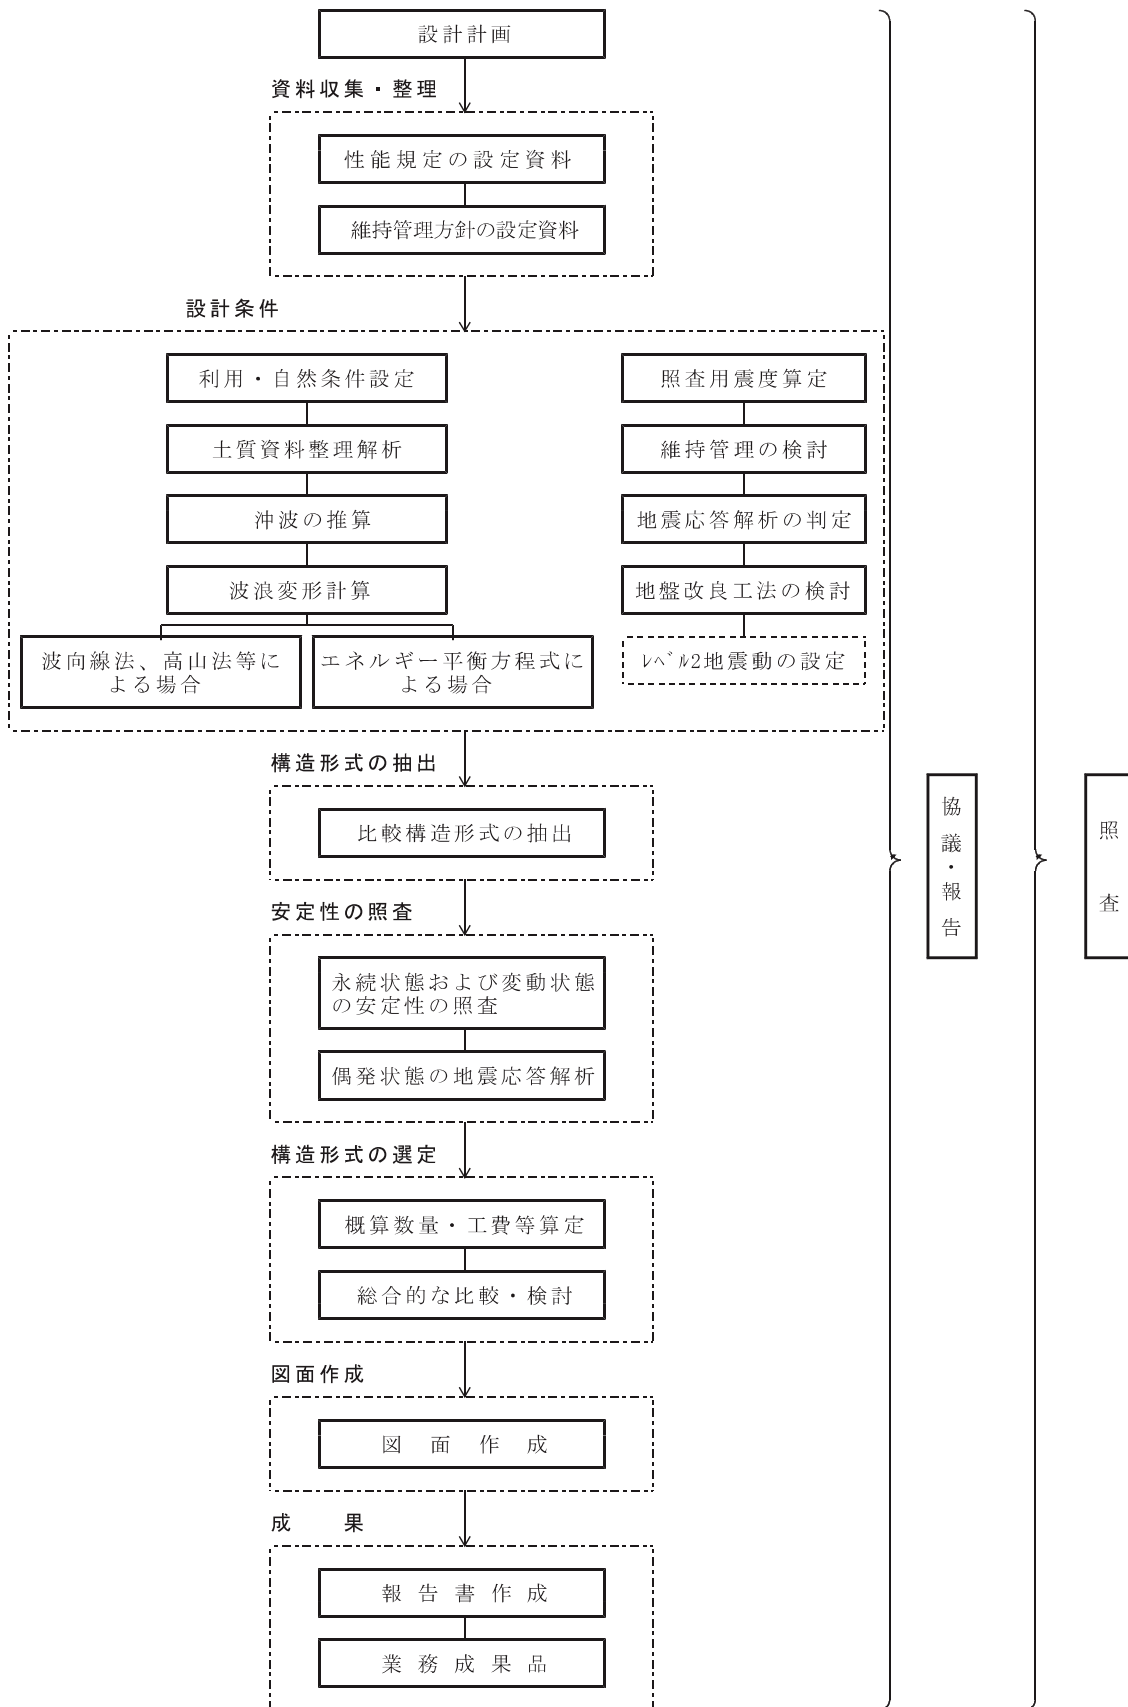 設計計画
資料収集・整理
性能規定の設定資料
維持管理方針の設定資料
設計条件
利用・自然条件設定
土質資料整理解析
沖波の推算
波浪変形計算
波向線法、高山法等に
よる場合
エネルギー平衡方程式に
よる場合
照査用震度算定
維持管理の検討
地震応答解析の判定
地盤改良工法の検討
ﾚﾍﾞﾙ2地震動の設定
構造形式の抽出
比較構造形式の抽出
安定性の照査
永続状態および変動状態
の安定性の照査
偶発状態の地震応答解析
構造形式の選定
概算数量・工費等算定
総合的な比較・検討
図面作成
図面作成
成果
報告書作成
業務成果品
協議・報告
照査